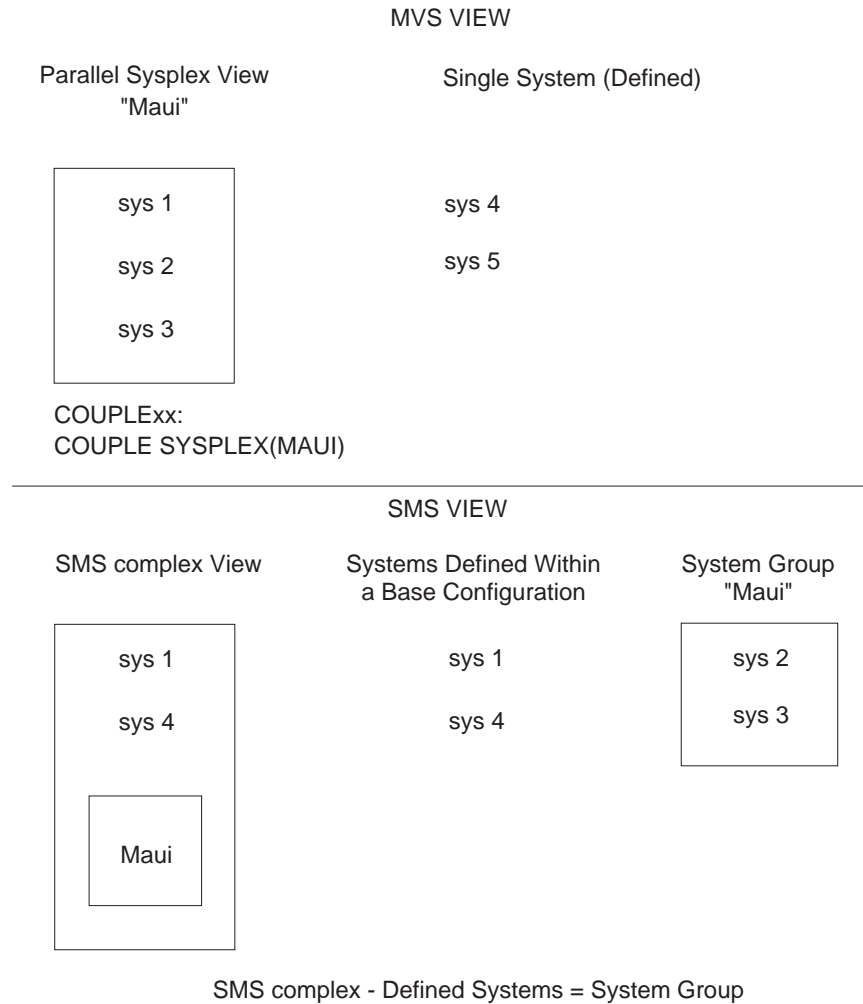 MVS VIEW
Parallel Sysplex View
"Maui"
Single System (Defined)
sys 1
sys 2
sys 3
sys 4
sys 5
COUPLExx:
COUPLE SYSPLEX(MAUI)
SMS VIEW
SMS complex View
Systems Defined Within
a Base Configuration
System Group
"Maui"
sys 1
sys 4
Maui
sys 1
sys 4
sys 2
sys 3
SMS complex - Defined Systems = System Group